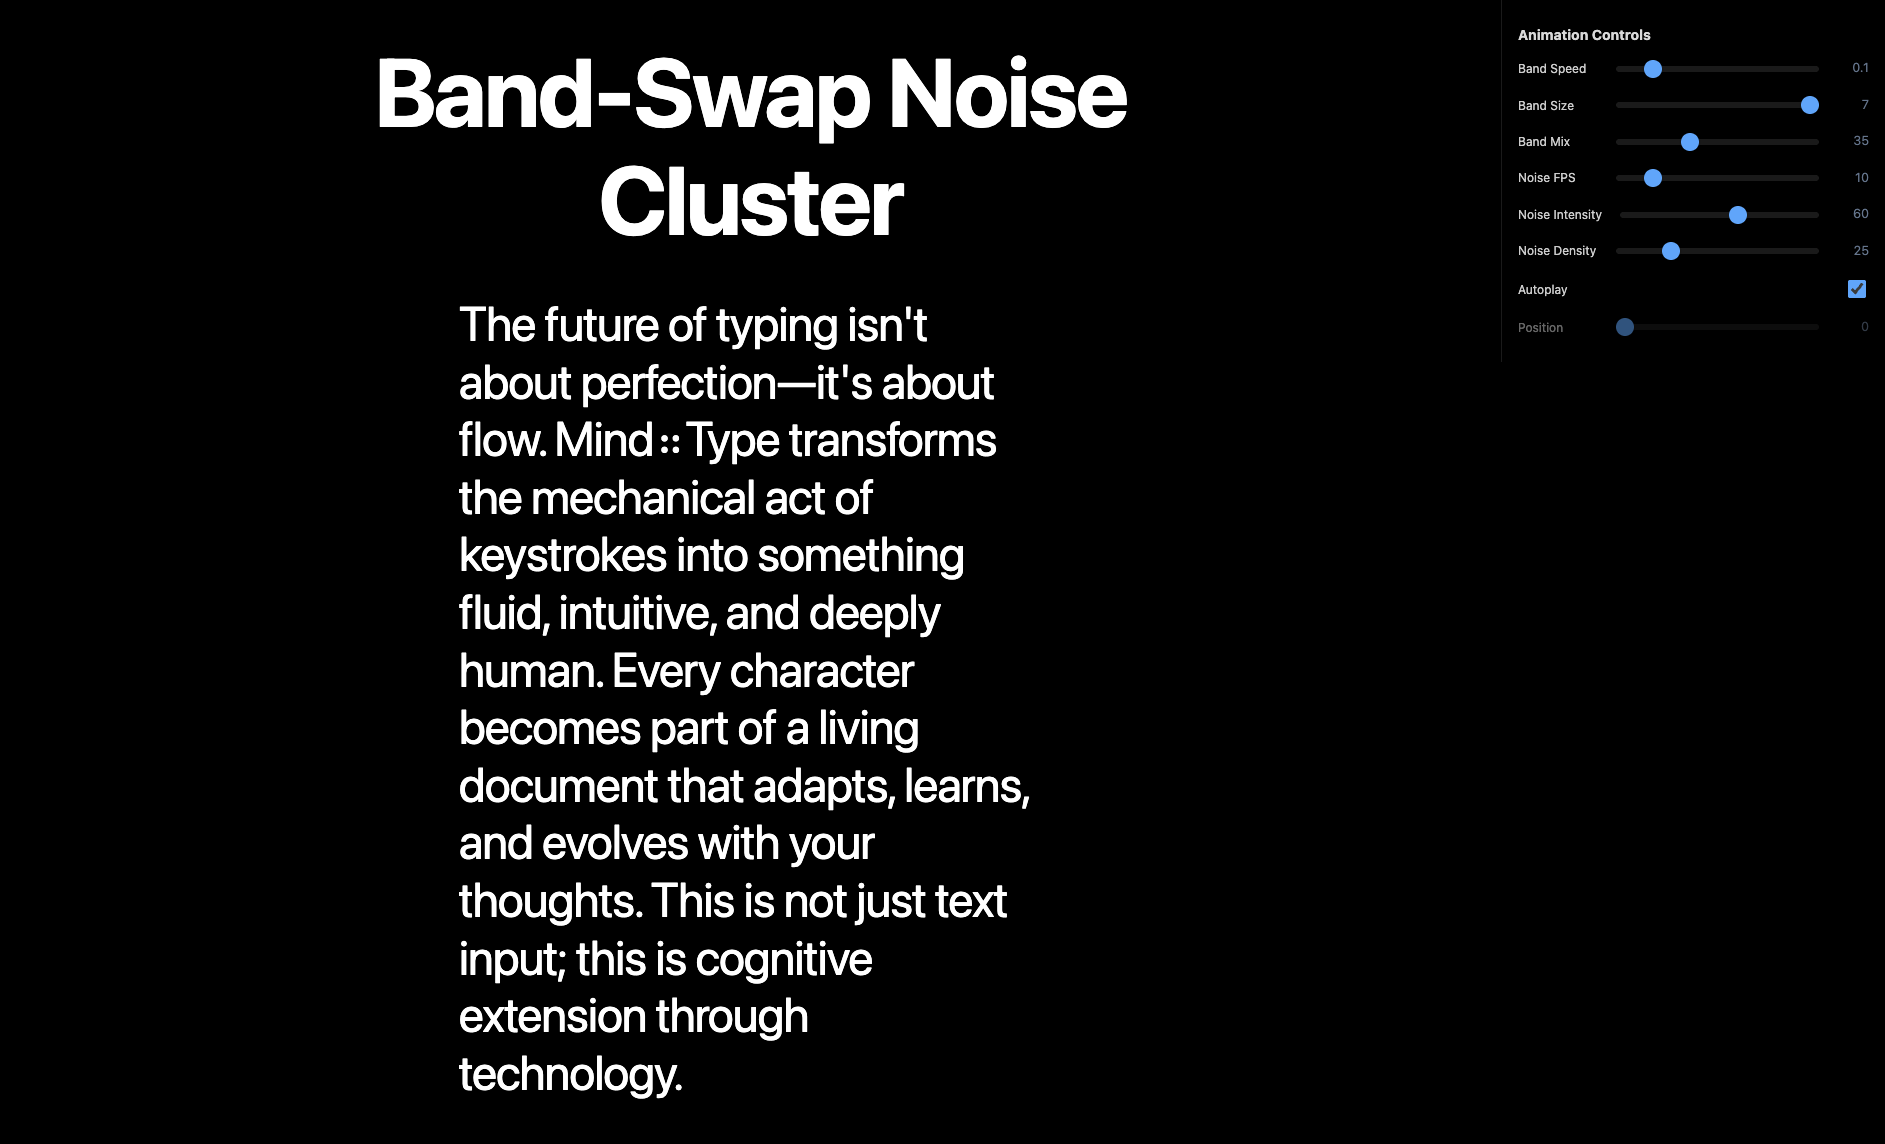 Band-Swap Noise
Cluster
The future of typing isn't
about perfection—it's about
flow. Mind::Type transforms
the mechanical act of
keystrokes into something
fluid, intuitive, and deeply
human. Every character
becomes part of a living
document that adapts, learns,
and evolves with your
thoughts. This is not just text
input; this is cognitive
extension through
technology.
Animation Controls
Band Speed 0.1
Band Size 7
Band Mix 35
Noise FPS 10
Noise Intensity 60
Noise Density 25
Autoplay
Position 0